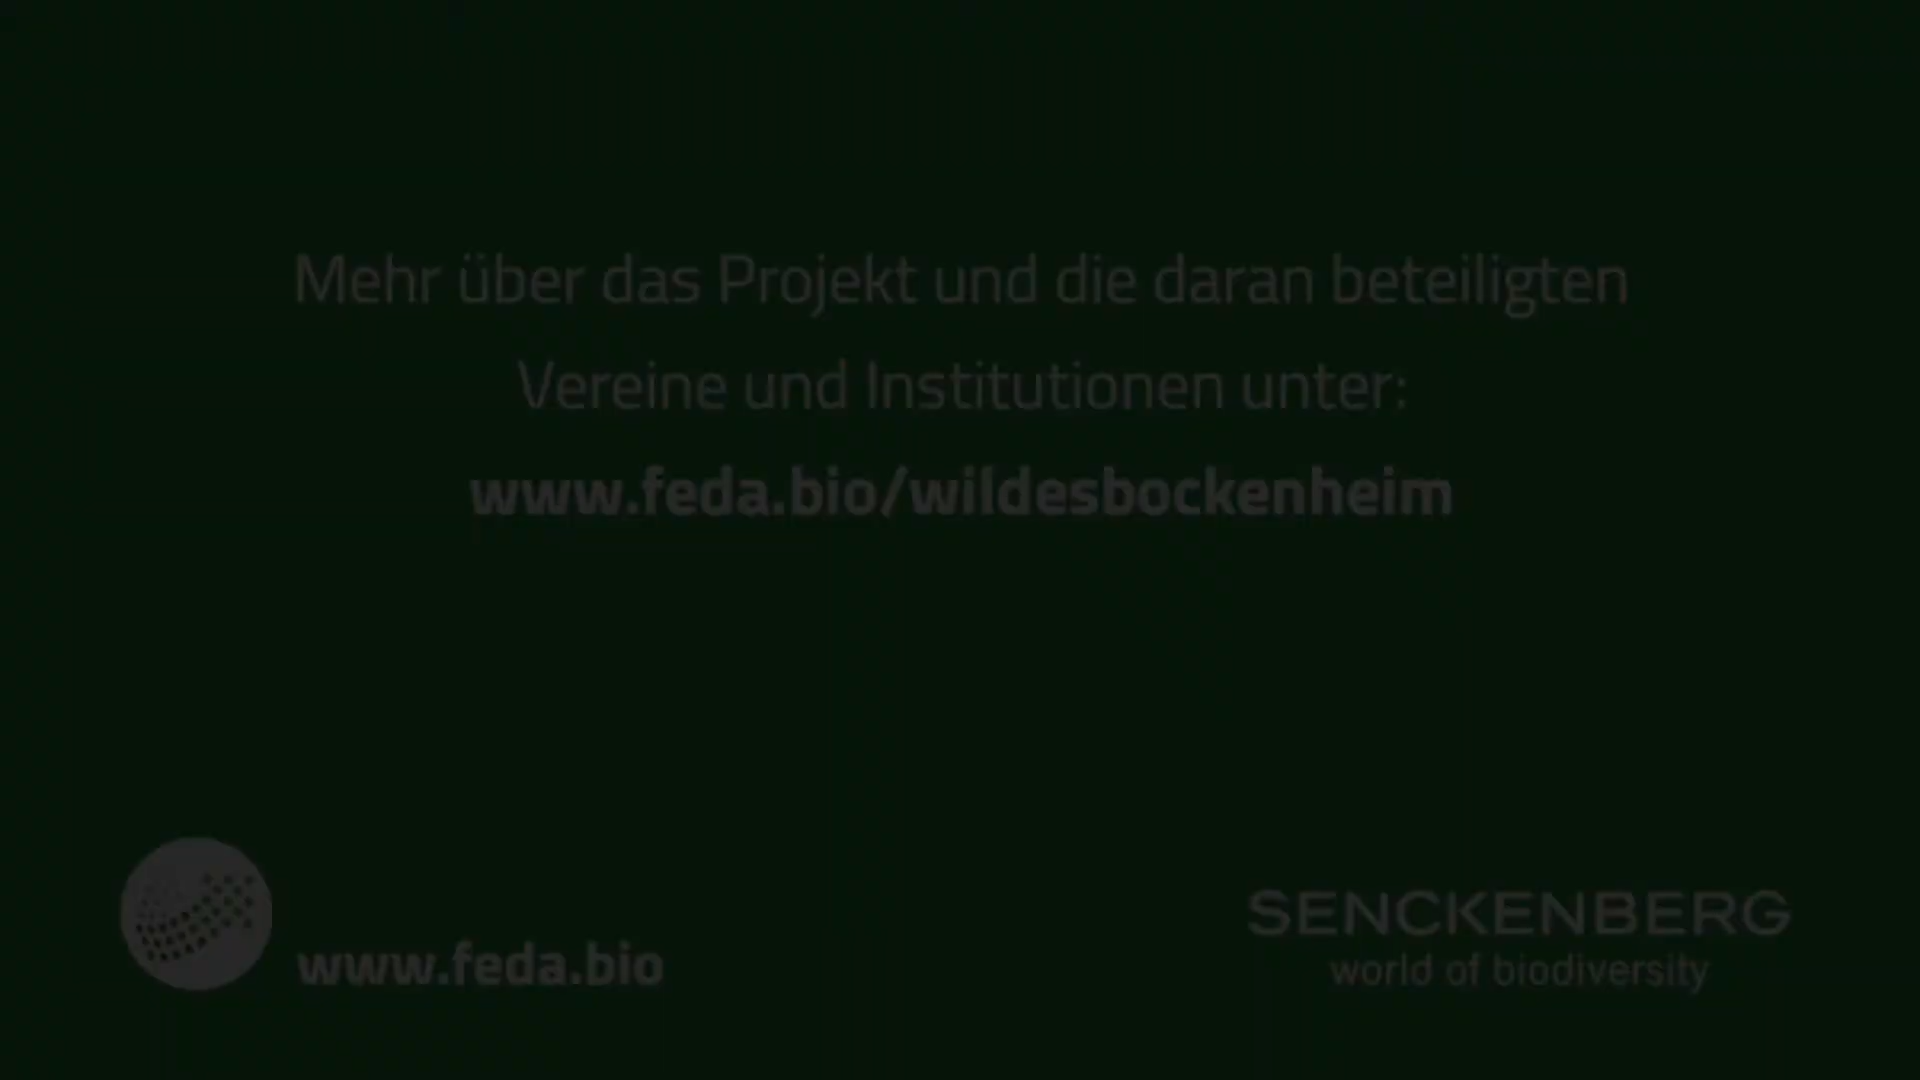 Mehr über das Projekt und die daran beteiligten
Vereine und Institutionen unter:
www.feda.bio/wildesbockenheim
www.feda.bio
SENCKENBERG
world of biodiversity